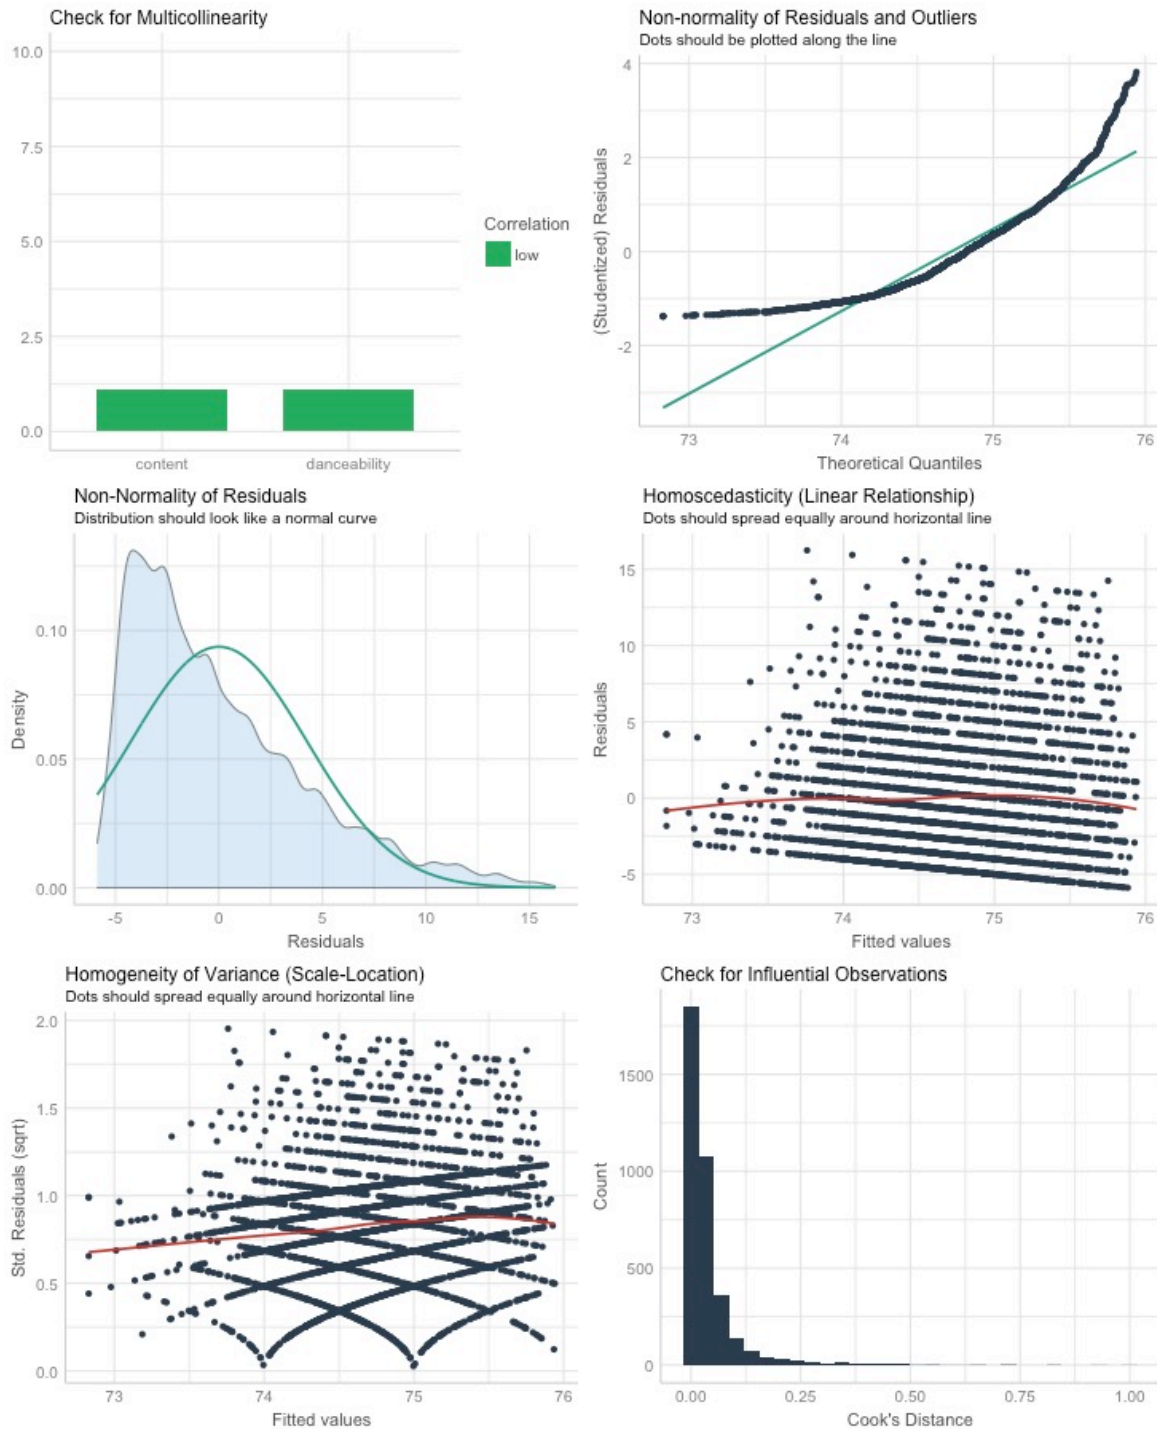 Check for Multicollinearity
10.0
7.5
5.0
2.5
0.0
content
danceability
Correlation
low
Non-normality of Residuals and Outliers
Dots should be plotted along the line
(Studentized) Residuals
4
2
0
-2
73
74
75
76
Theoretical Quantiles
Non-Normality of Residuals
Distribution should look like a normal curve
Density
0.10
0.05
0.00
-5
0
5
10
15
Residuals
Homoscedasticity (Linear Relationship)
Dots should spread equally around horizontal line
Residuals
15
10
5
0
-5
73
74
75
76
Fitted values
Homogeneity of Variance (Scale-Location)
Dots should spread equally around horizontal line
Std. Residuals (sqrt)
2.0
1.5
1.0
0.5
0.0
73
74
75
76
Fitted values
Check for Influential Observations
Count
1500
1000
500
0
0.00
0.25
0.50
0.75
1.00
Cook's Distance